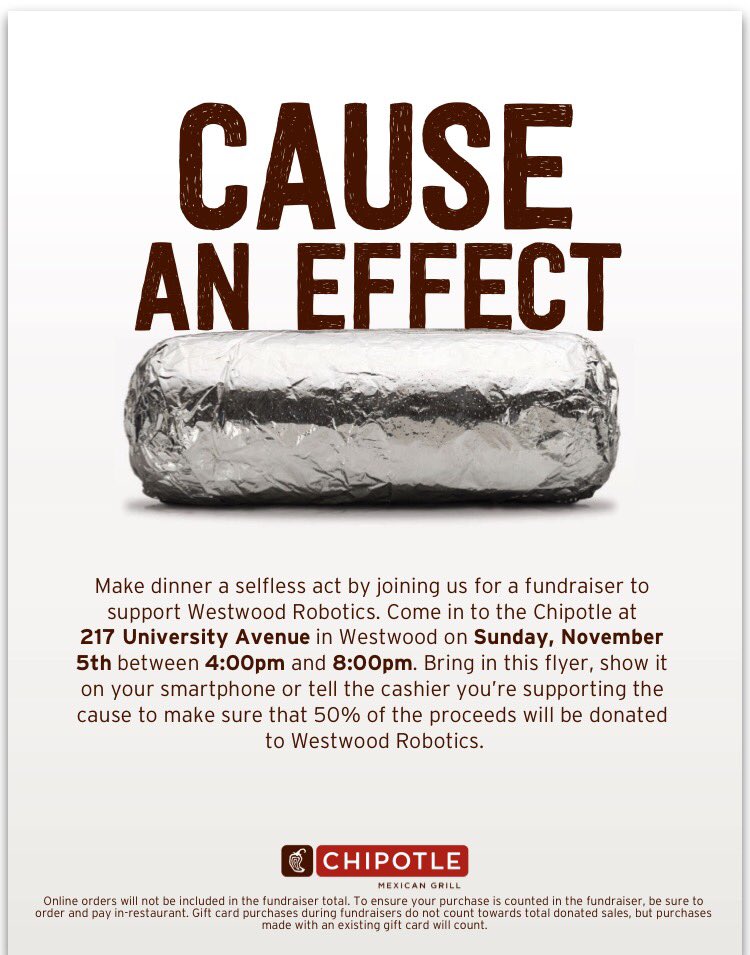 CAUSE
AN EFFECT
Make dinner a selfless act by joining us for a fundraiser to
support Westwood Robotics. Come in to the Chipotle at
217 University Avenue in Westwood on Sunday, November
5th between 4:00pm and 8:00pm. Bring in this flyer, show it
on your smartphone or tell the cashier you're supporting the
cause to make sure that 50% of the proceeds will be donated
to Westwood Robotics.
CHIPOTLE
MEXICAN GRILL
Online orders will not be included in the fundraiser total. To ensure your purchase is counted in the fundraiser, be sure to
order and pay in-restaurant. Gift card purchases during fundraisers do not count towards total donated sales, but purchases
made with an existing gift card will count.